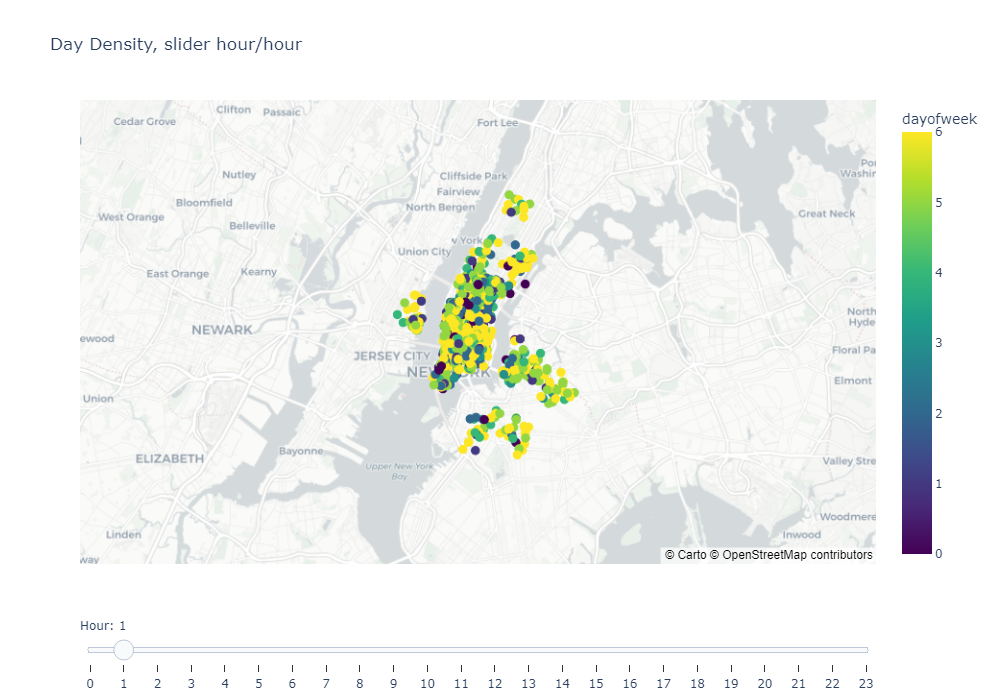 Day Density, slider hour/hour
dayofweek
Clifton
Passaic
Cedar Grove
Fort Lee
Nutley
Cliffside Park
Fairview
North Bergen
Bloomfield
West Orange
Belleville
Great Neck
Union City
East Orange
Kearny
NEWARK
North
Hyde
ewood
JERSEY CITY
Floral Pa
Elmont
Union
ELIZABETH
Bayonne
Valley Stre
Upper New York
Bay
Woodmere
Linden
Inwood
way
© Carto © OpenStreetMap contributors
6
5
4
3
2
1
0
Hour: 1
0 1 2 3 4 5 6 7 8 9 10 11 12 13 14 15 16 17 18 19 20 21 22 23